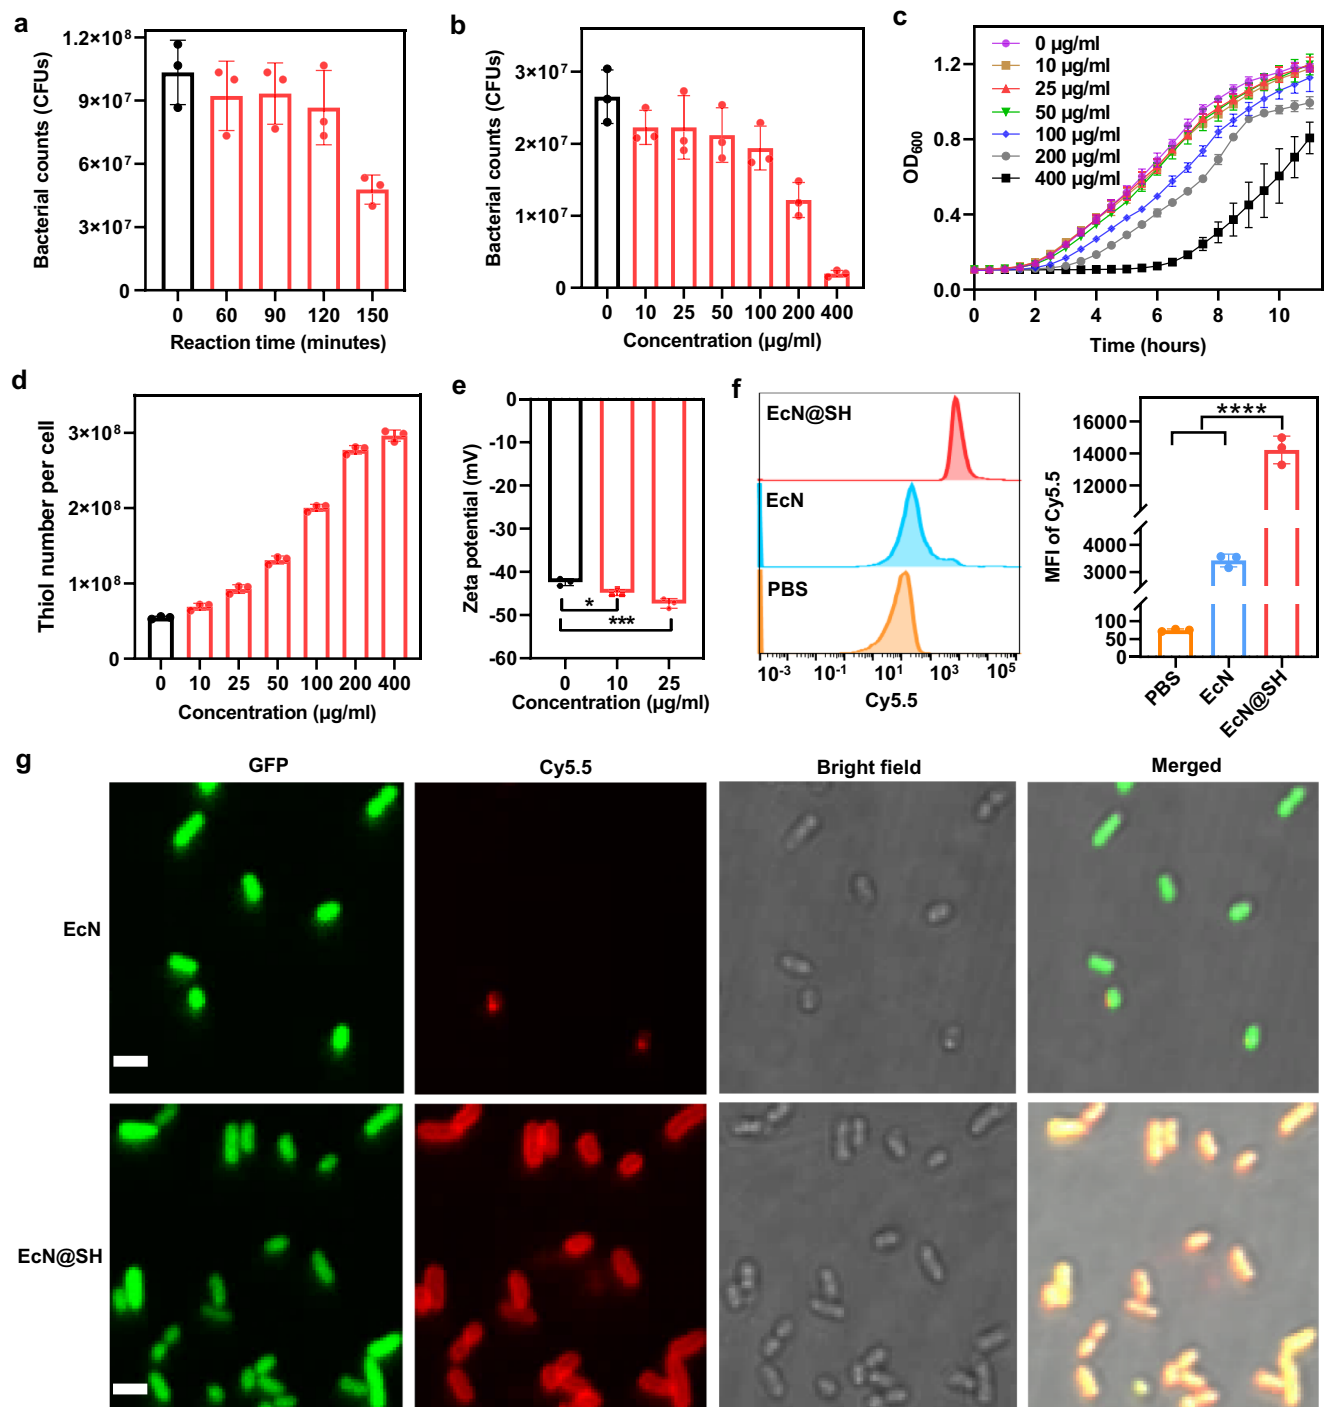 a
1.2×10⁸
9×10⁷
6×10⁷
3×10⁷
0
Bacterial counts (CFUs)
0 60 90 120 150
Reaction time (minutes)
b
3×10⁷
2×10⁷
1×10⁷
0
Bacterial counts (CFUs)
0 10 25 50 100 200 400
Concentration (µg/ml)
c
0 µg/ml
10 µg/ml
25 µg/ml
50 µg/ml
100 µg/ml
200 µg/ml
400 µg/ml
1.2
0.8
0.4
0.0
OD₆₀₀
0 2 4 6 8 10
Time (hours)
d
3×10⁸
2×10⁸
1×10⁸
0
Thiol number per cell
0 10 25 50 100 200 400
Concentration (µg/ml)
e
0
-10
-20
-30
-40
-50
-60
Zeta potential (mV)
*
***
0 10 25
Concentration (µg/ml)
f
EcN@SH
EcN
PBS
10⁻³ 10⁻¹ 10¹ 10³ 10⁵
Cy5.5
****
16000
14000
12000
4000
3000
100
50
0
MFI of Cy5.5
PBS EcN EcN@SH
g
GFP Cy5.5 Bright field Merged
EcN
EcN@SH